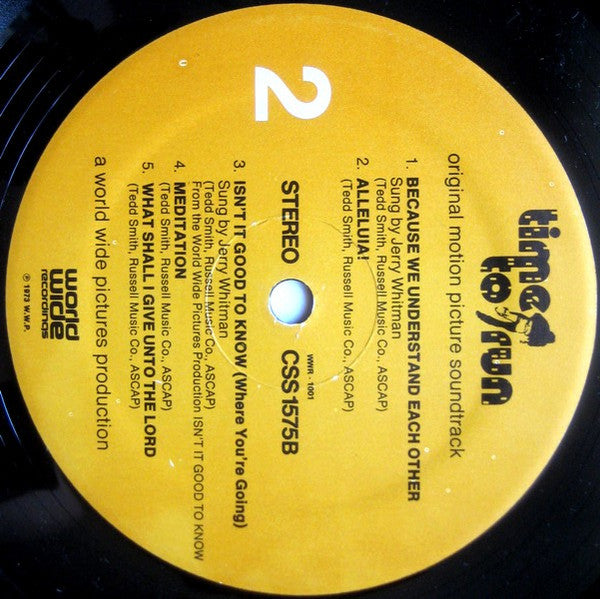 time
to run
original motion picture soundtrack
1. BECAUSE WE UNDERSTAND EACH OTHER
Sung by Jerry Whitman
(Tedd Smith, Russell Music Co., ASCAP)
2. ALLELUIA!
(Tedd Smith, Russell Music Co., ASCAP)
2
WWR - 1001
STEREO
CSS1575B
3. ISN'T IT GOOD TO KNOW (Where You're Going)
Sung by Jerry Whitman
(Tedd Smith, Russell Music Co., ASCAP)
From the World Wide Pictures Production ISN'T IT GOOD TO KNOW
4. MEDITATION
(Tedd Smith, Russell Music Co., ASCAP)
5. WHAT SHALL I GIVE UNTO THE LORD
(Tedd Smith, Russell Music Co., ASCAP)
a world wide pictures production
world
wide
recordings
℗ 1973 W.W.P.